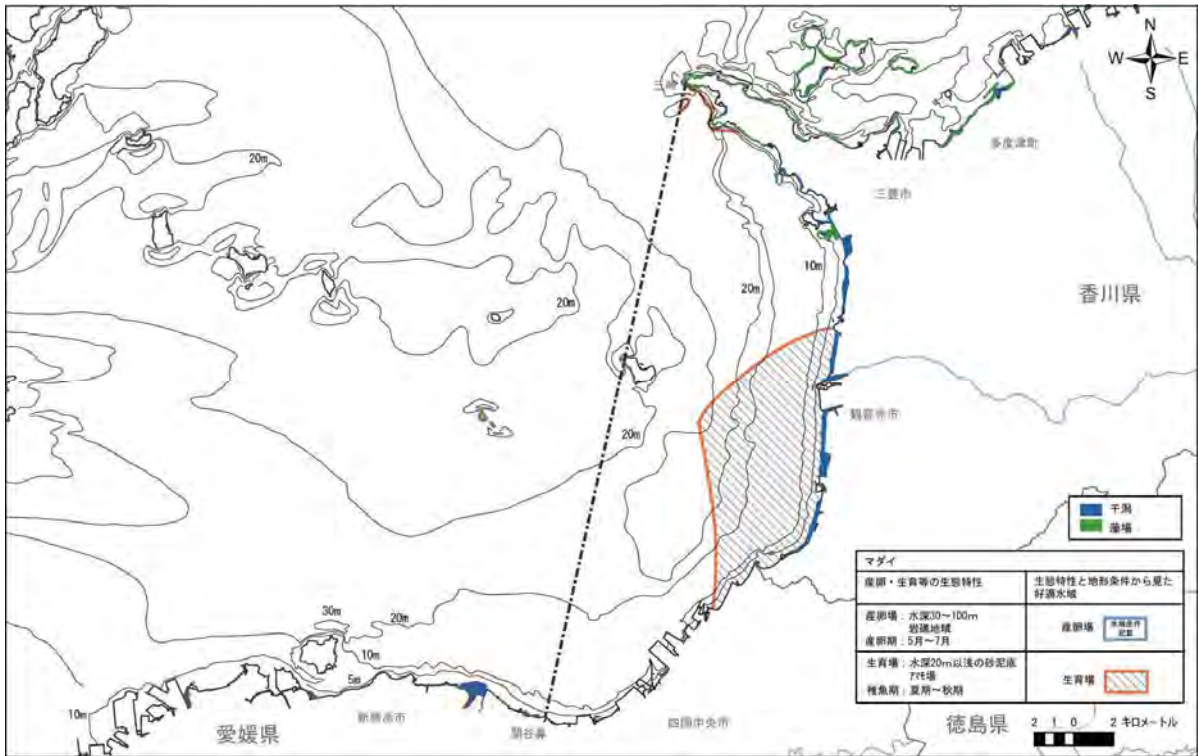 N
W E
S
三崎
多度津町
20m
三豊市
10m
20m
香川県
20m
20m
観音寺市
干潟
藻場
マダイ
産卵・生育等の生態特性
生態特性と地形条件から見た
好適水域
産卵場：水深30～100m
岩礁地域
産卵期：5月～7月
産卵場
生育場：水深20m以浅の砂泥底
アマモ場
稚魚期：夏期～秋期
生育場
30m
20m
10m
5m
10m
新居浜市
関谷鼻
四国中央市
愛媛県
徳島県
2 1 0 2 キロメートル